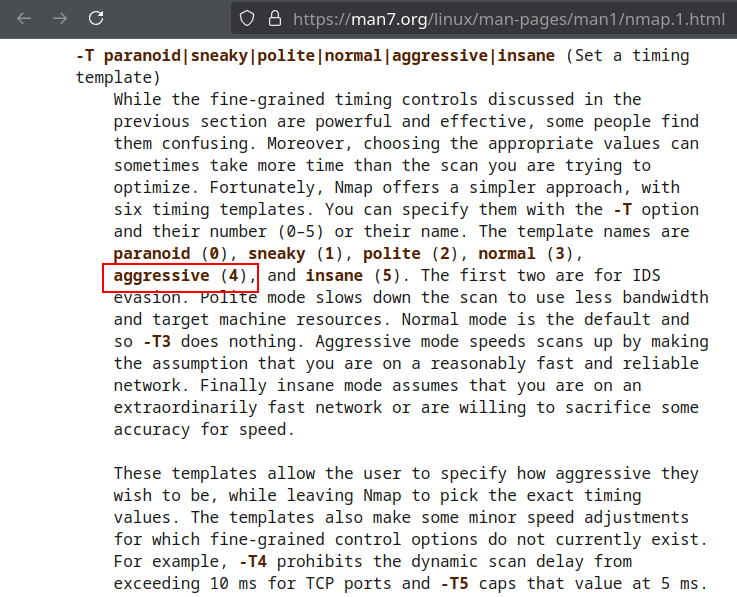 https://man7.org/linux/man-pages/man1/nmap.1.html
-T paranoid|sneaky|polite|normal|aggressive|insane (Set a timing
template)
While the fine-grained timing controls discussed in the
previous section are powerful and effective, some people find
them confusing. Moreover, choosing the appropriate values can
sometimes take more time than the scan you are trying to
optimize. Fortunately, Nmap offers a simpler approach, with
six timing templates. You can specify them with the -T option
and their number (0–5) or their name. The template names are
paranoid (0), sneaky (1), polite (2), normal (3),
aggressive (4), and insane (5). The first two are for IDS
evasion. Polite mode slows down the scan to use less bandwidth
and target machine resources. Normal mode is the default and
so -T3 does nothing. Aggressive mode speeds scans up by making
the assumption that you are on a reasonably fast and reliable
network. Finally insane mode assumes that you are on an
extraordinarily fast network or are willing to sacrifice some
accuracy for speed.
These templates allow the user to specify how aggressive they
wish to be, while leaving Nmap to pick the exact timing
values. The templates also make some minor speed adjustments
for which fine-grained control options do not currently exist.
For example, -T4 prohibits the dynamic scan delay from
exceeding 10 ms for TCP ports and -T5 caps that value at 5 ms.